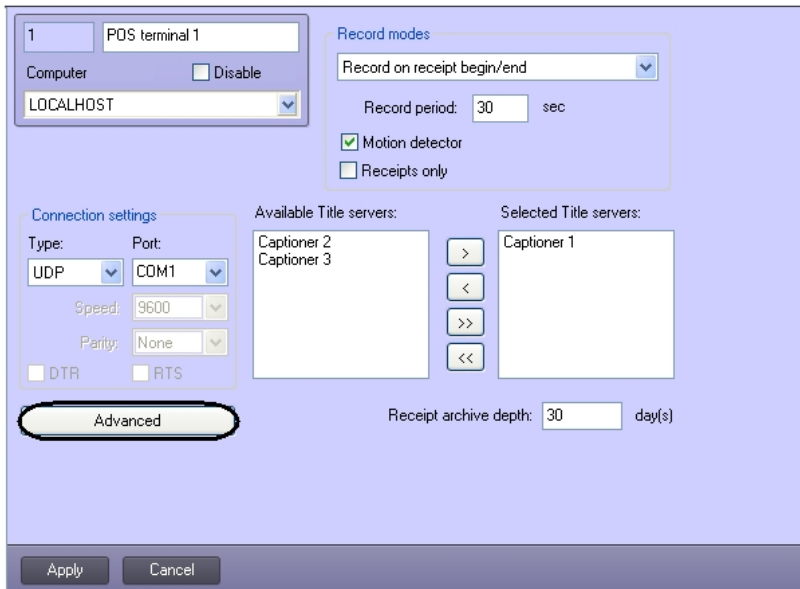 1
POS terminal 1
Computer
Disable
LOCALHOST
Record modes
Record on receipt begin/end
Record period: 30 sec
Motion detector
Receipts only
Connection settings
Type: Port:
UDP COM1
Speed: 9600
Parity: None
DTR RTS
Available Title servers:
Captioner 2
Captioner 3
>
<
>>
<<
Selected Title servers:
Captioner 1
Advanced
Receipt archive depth: 30 day(s)
Apply Cancel